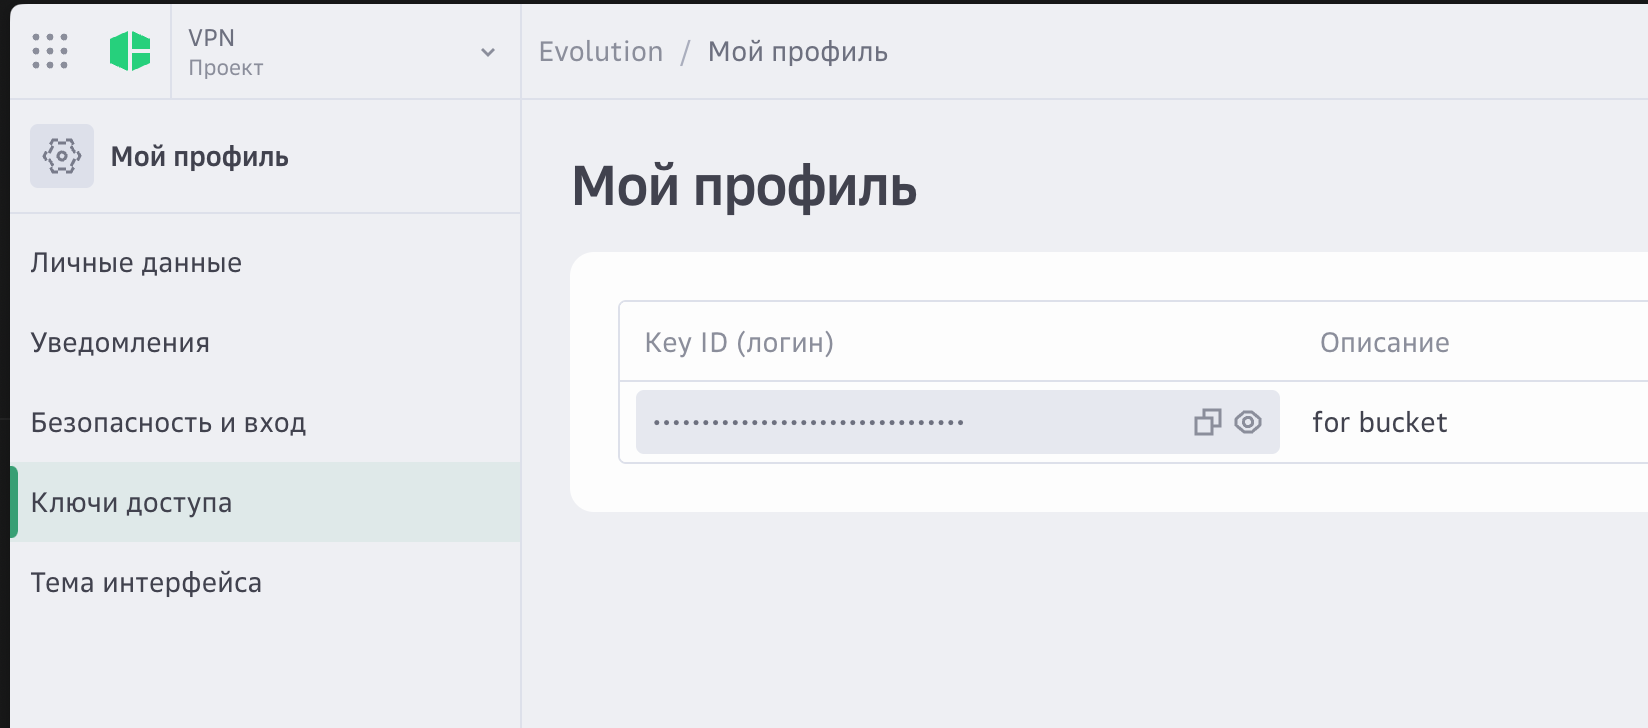 VPN
Проект
Evolution / Мой профиль
Мой профиль
Личные данные
Уведомления
Безопасность и вход
Ключи доступа
Тема интерфейса
Мой профиль
Key ID (логин) Описание
•••••••••••••••••••••••••••••••• for bucket